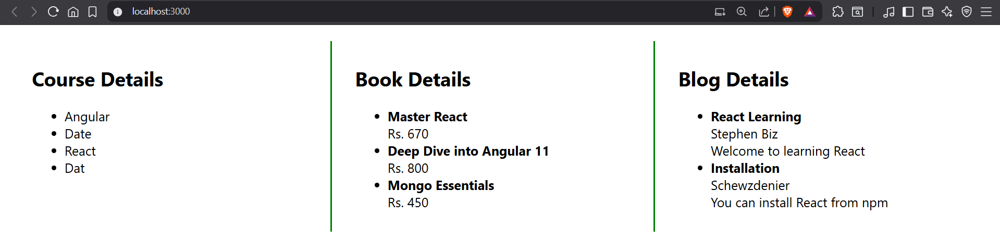 localhost:3000
Course Details
Angular
Date
React
Dat
Book Details
Master React
Rs. 670
Deep Dive into Angular 11
Rs. 800
Mongo Essentials
Rs. 450
Blog Details
React Learning
Stephen Biz
Welcome to learning React
Installation
Schewzdenier
You can install React from npm